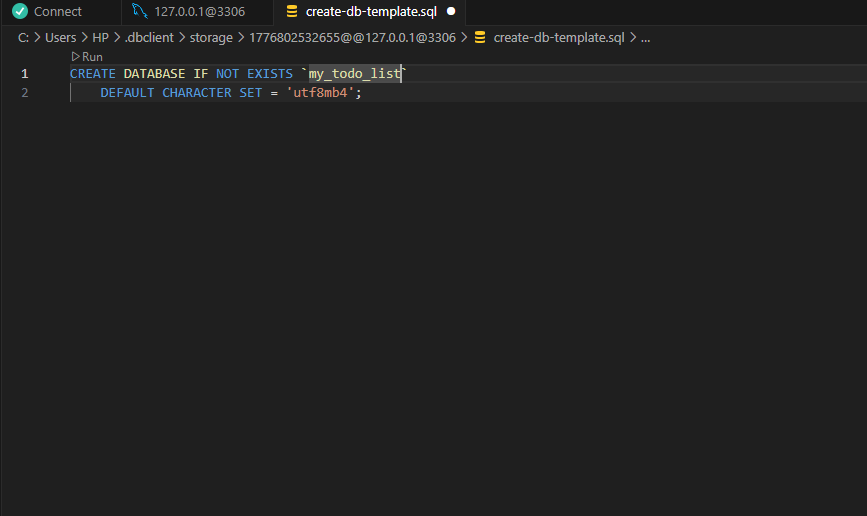 Connect 127.0.0.1@3306 create-db-template.sql
C: > Users > HP > .dbclient > storage > 1776802532655@@127.0.0.1@3306 > create-db-template.sql > ...
Run
1 CREATE DATABASE IF NOT EXISTS `my_todo_list`
2 DEFAULT CHARACTER SET = 'utf8mb4';